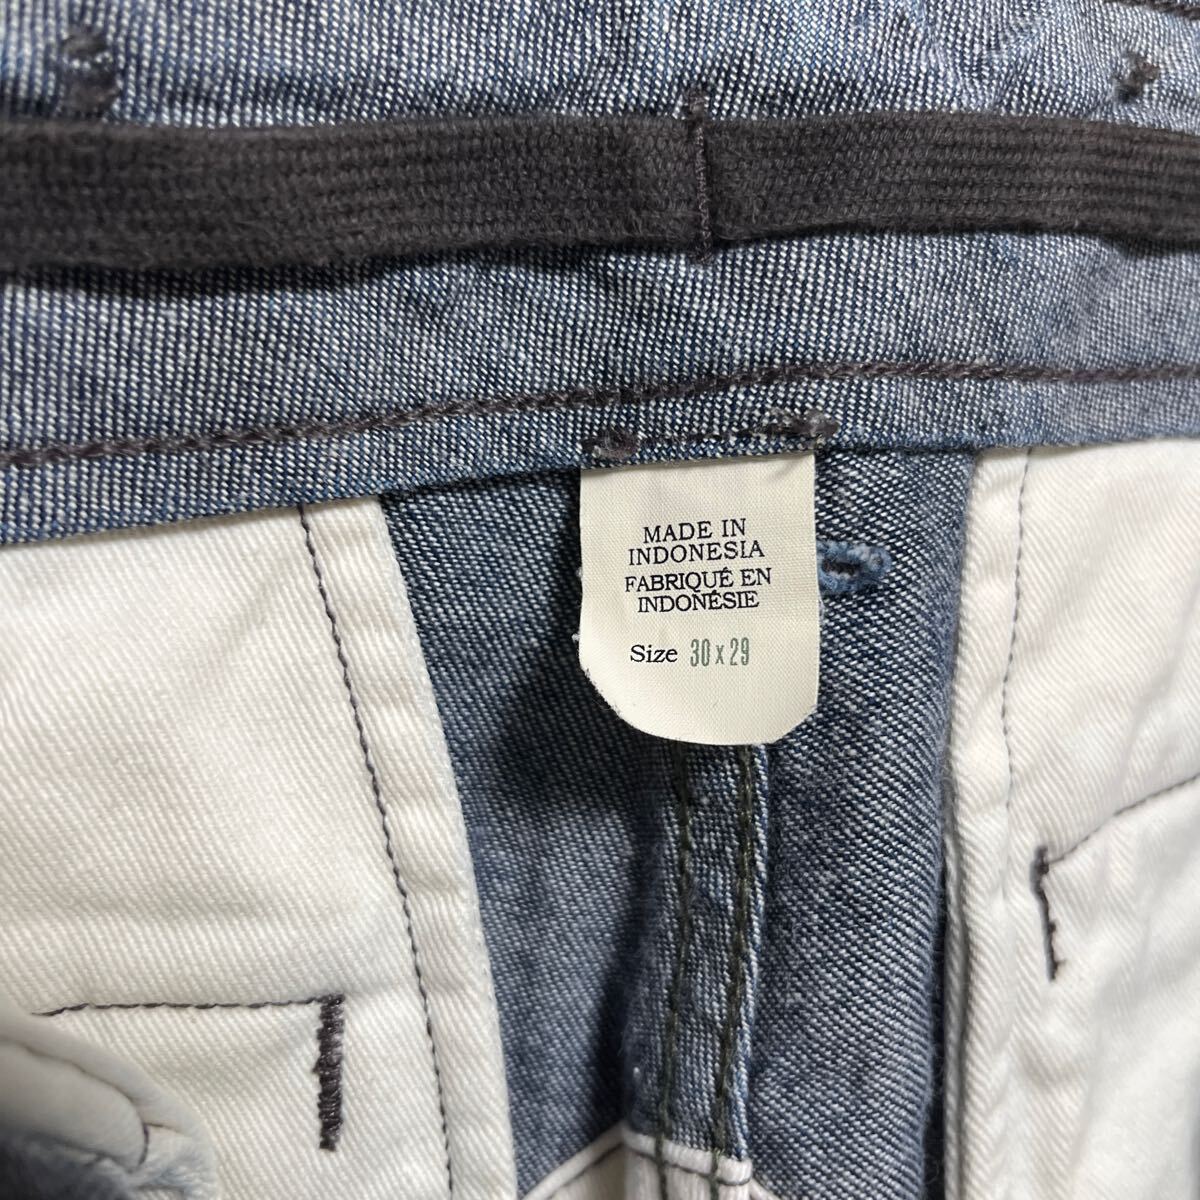 MADE IN
INDONESIA
FABRIQUÉ EN
INDONÉSIE
Size 30 x 29